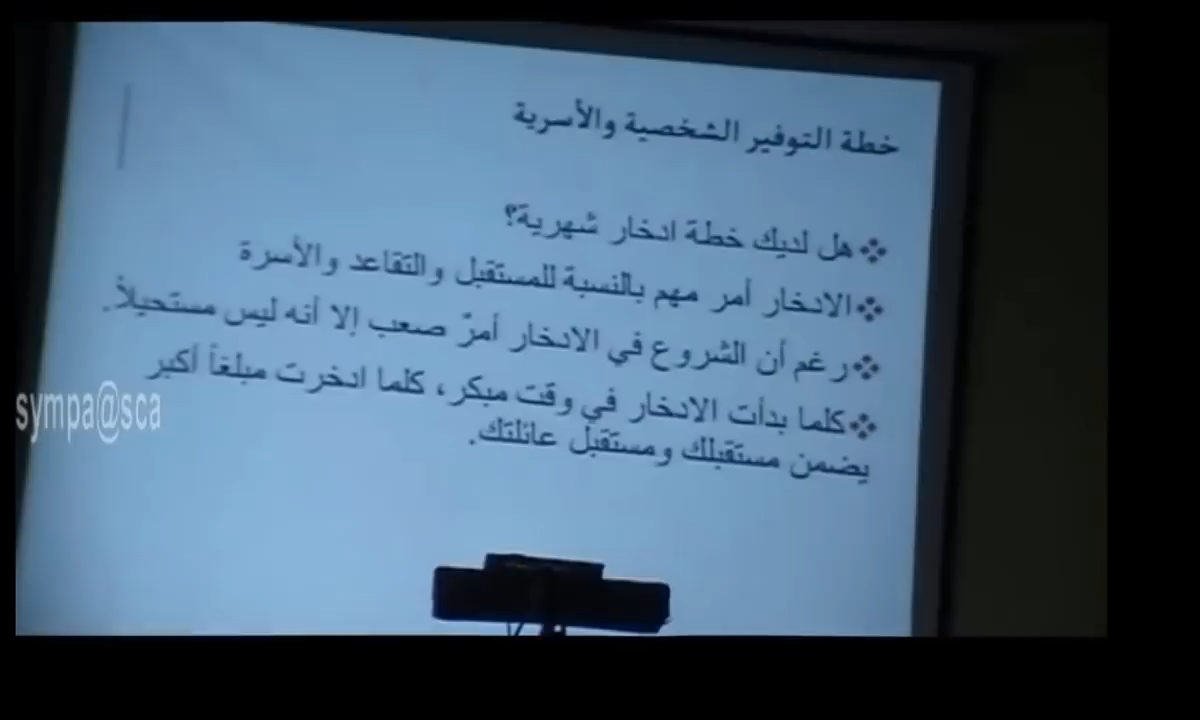 خطة التوفير الشخصية والأسرية
❖هل لديك خطة ادخار شهرية؟
❖الادخار أمر مهم بالنسبة للمستقبل والتقاعد والأسرة
❖رغم أن الشروع في الادخار أمرّ صعب إلا أنه ليس مستحيلاً.
❖كلما بدأت الادخار في وقت مبكر، كلما ادخرت مبلغاً أكبر
يضمن مستقبلك ومستقبل عائلتك.
sympa@sca